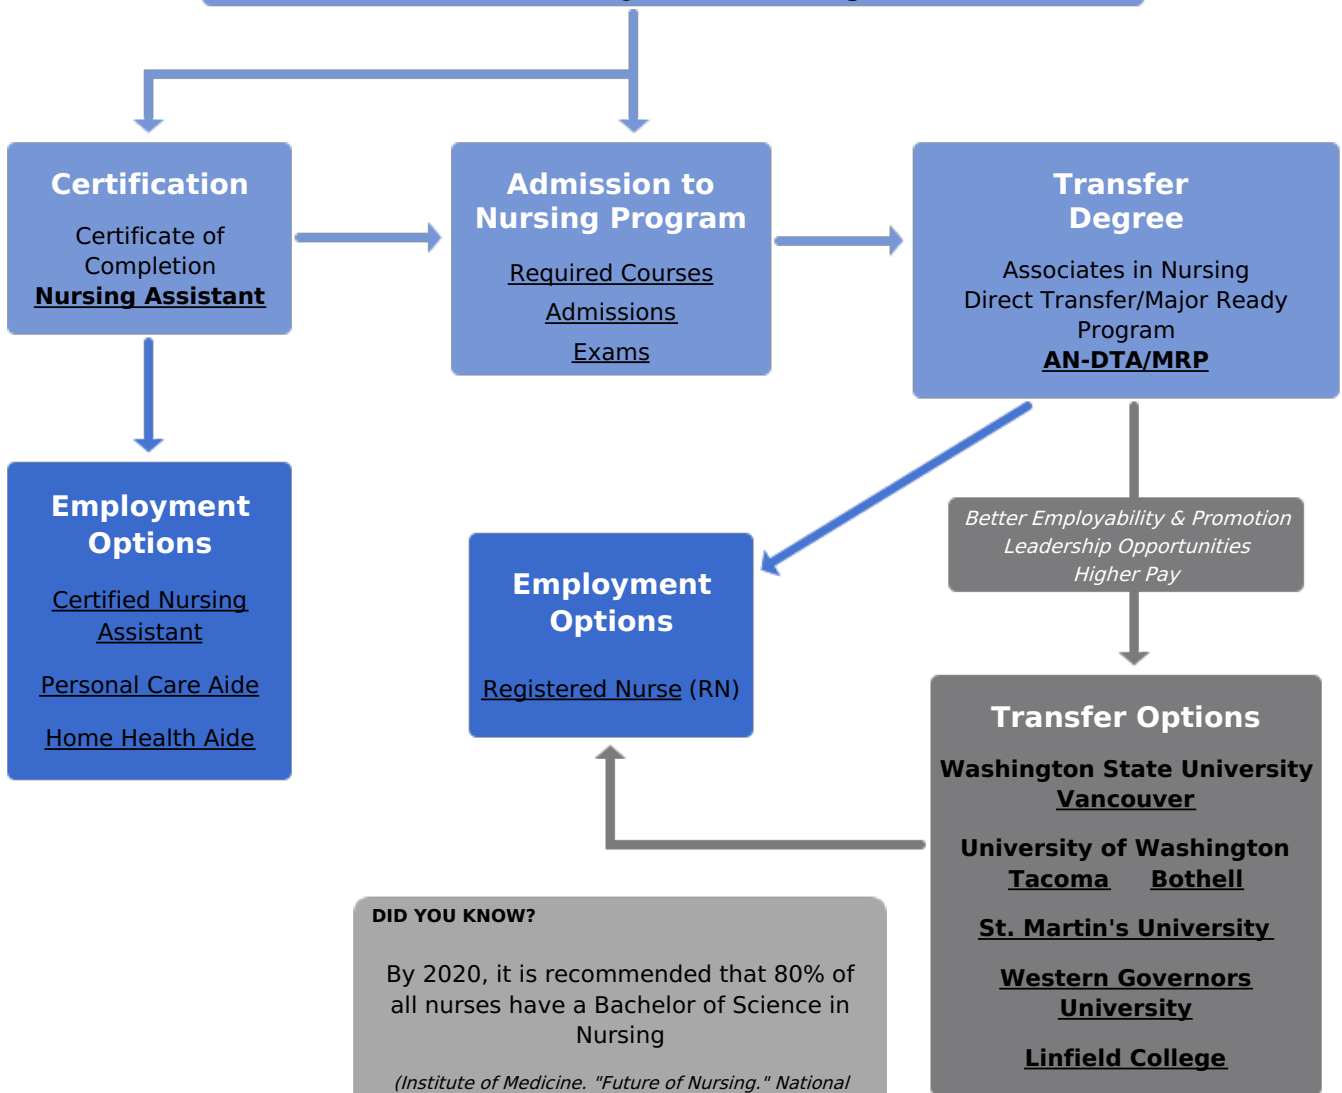 Certification
Certificate of
Completion
Nursing Assistant
Admission to
Nursing Program
Required Courses
Admissions
Exams
Transfer
Degree
Associates in Nursing
Direct Transfer/Major Ready
Program
AN-DTA/MRP
Employment
Options
Certified Nursing
Assistant
Personal Care Aide
Home Health Aide
Employment
Options
Registered Nurse (RN)
Better Employability & Promotion
Leadership Opportunities
Higher Pay
Transfer Options
Washington State University
Vancouver
University of Washington
Tacoma Bothell
St. Martin's University
Western Governors
University
Linfield College
DID YOU KNOW?
By 2020, it is recommended that 80% of
all nurses have a Bachelor of Science in
Nursing
(Institute of Medicine. "Future of Nursing." National